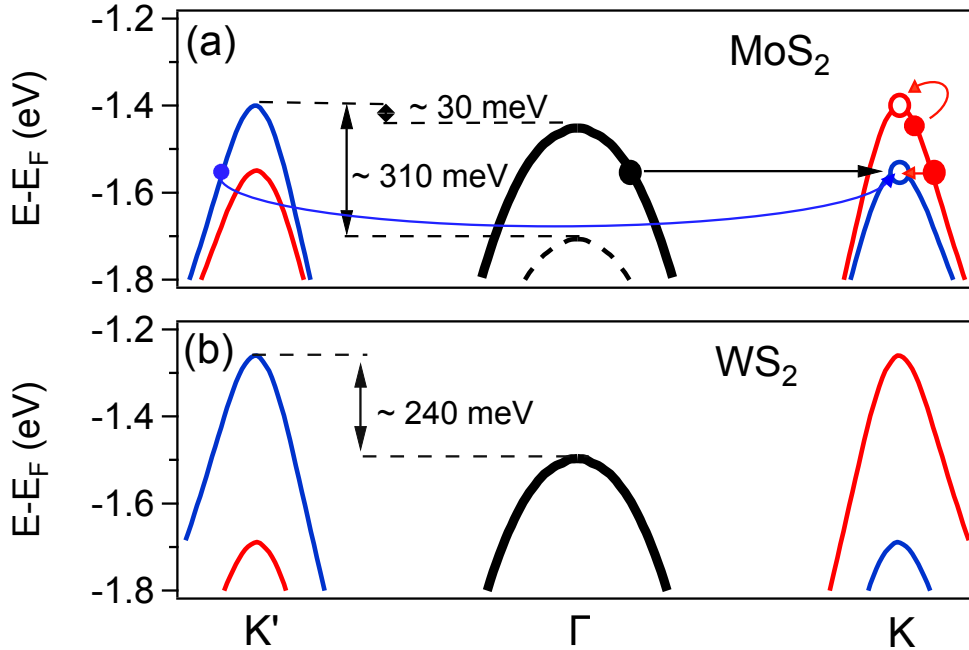 (a)
MoS2
-1.2
-1.4
-1.6
-1.8
E-EF (eV)
~ 30 meV
~ 310 meV
(b)
WS2
-1.2
-1.4
-1.6
-1.8
E-EF (eV)
~ 240 meV
K'
Γ
K